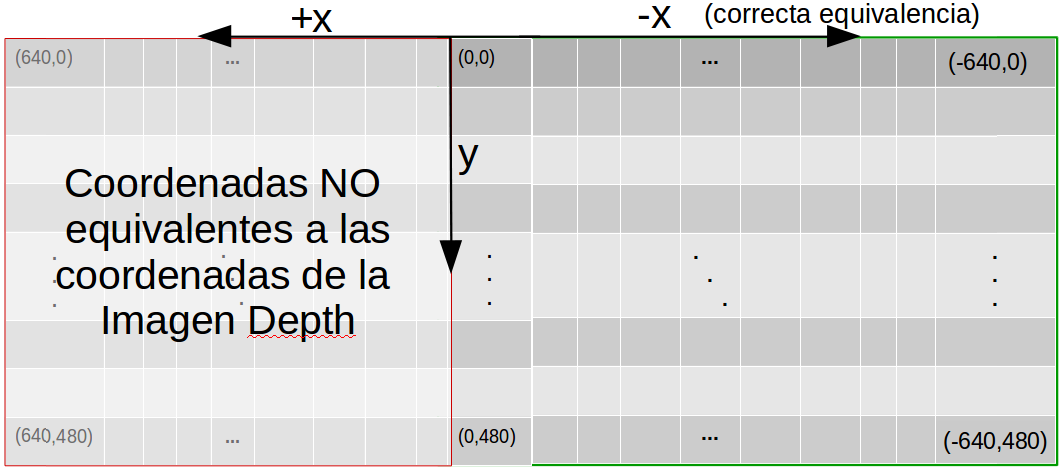 +x
-x (correcta equivalencia)
(640,0) ... (0,0) ... (-640,0)
y
Coordenadas NO
equivalentes a las
coordenadas de la
Imagen Depth
(640,480) ... (0,480) ... (-640,480)